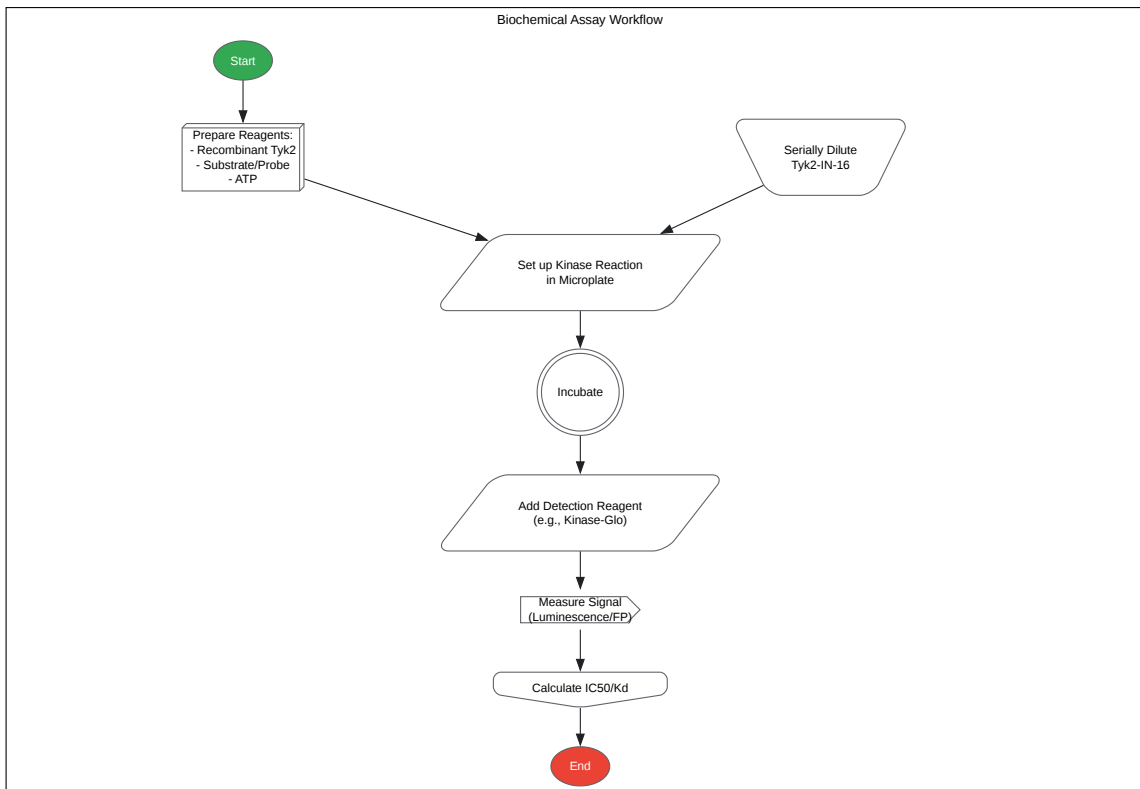 Biochemical Assay Workflow
Start
Prepare Reagents:
- Recombinant Tyk2
- Substrate/Probe
- ATP
Serially Dilute
Tyk2-IN-16
Set up Kinase Reaction
in Microplate
Incubate
Add Detection Reagent
(e.g., Kinase-Glo)
Measure Signal
(Luminescence/FP)
Calculate IC50/Kd
End